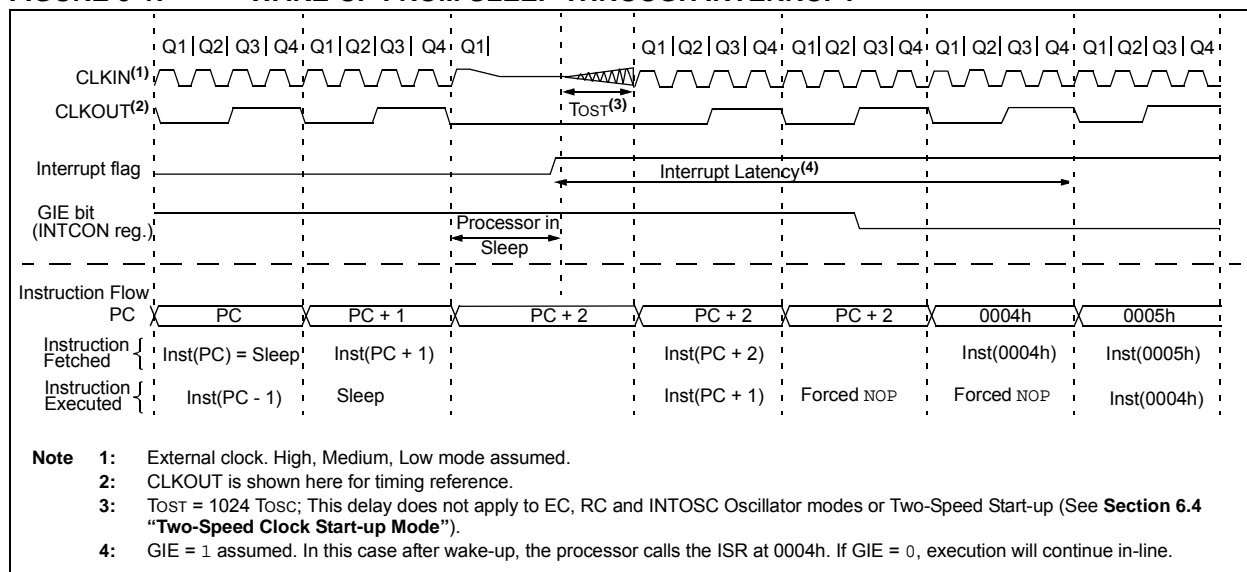 Q1| Q2| Q3| Q4 Q1| Q2| Q3| Q4 Q1| Q1| Q2| Q3| Q4 Q1| Q2| Q3| Q4 Q1| Q2| Q3| Q4 Q1| Q2| Q3| Q4
CLKIN(1)
CLKOUT(2) TOST(3)
Interrupt flag Interrupt Latency(4)
GIE bit
(INTCON reg.) Processor in
Sleep
Instruction Flow
PC PC PC + 1 PC + 2 PC + 2 PC + 2 0004h 0005h
Instruction
Fetched Inst(PC) = Sleep Inst(PC + 1) Inst(PC + 2) Inst(0004h) Inst(0005h)
Instruction
Executed Inst(PC - 1) Sleep Inst(PC + 1) Forced NOP Forced NOP Inst(0004h)
Note 1: External clock. High, Medium, Low mode assumed.
2: CLKOUT is shown here for timing reference.
3: TOST = 1024 TOSC; This delay does not apply to EC, RC and INTOSC Oscillator modes or Two-Speed Start-up (See Section 6.4
“Two-Speed Clock Start-up Mode”).
4: GIE = 1 assumed. In this case after wake-up, the processor calls the ISR at 0004h. If GIE = 0, execution will continue in-line.